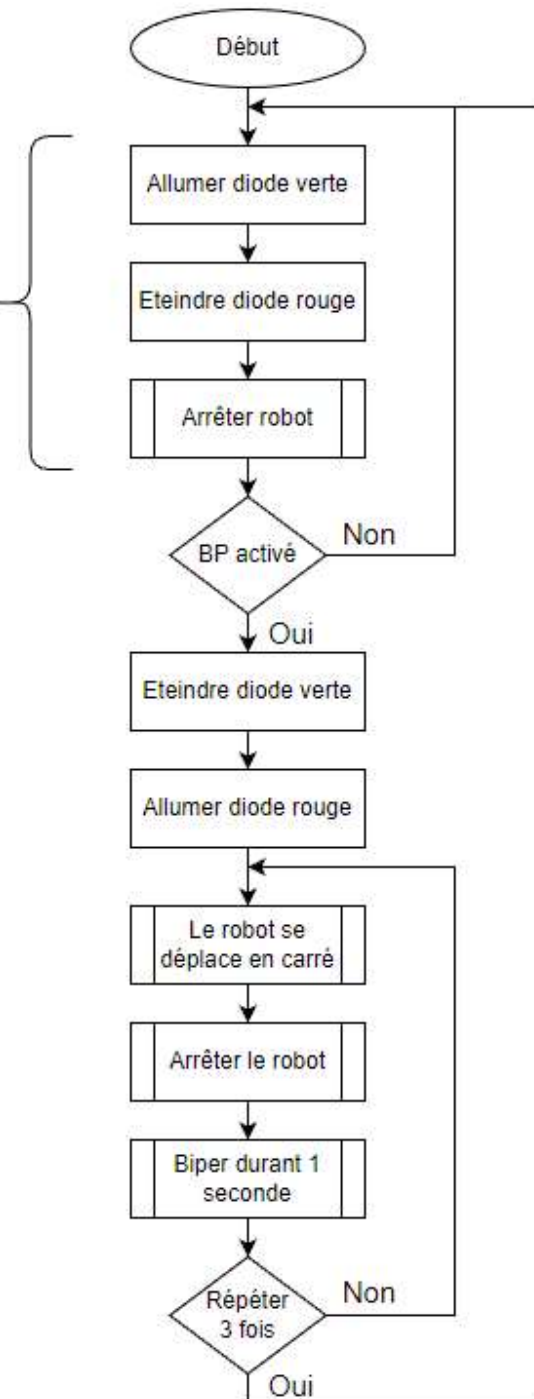 Début
Allumer diode verte
Eteindre diode rouge
Arrêter robot
BP activé
Non
Oui
Eteindre diode verte
Allumer diode rouge
Le robot se
déplace en carré
Arrêter le robot
Biper durant 1
seconde
Répéter
3 fois
Non
Oui